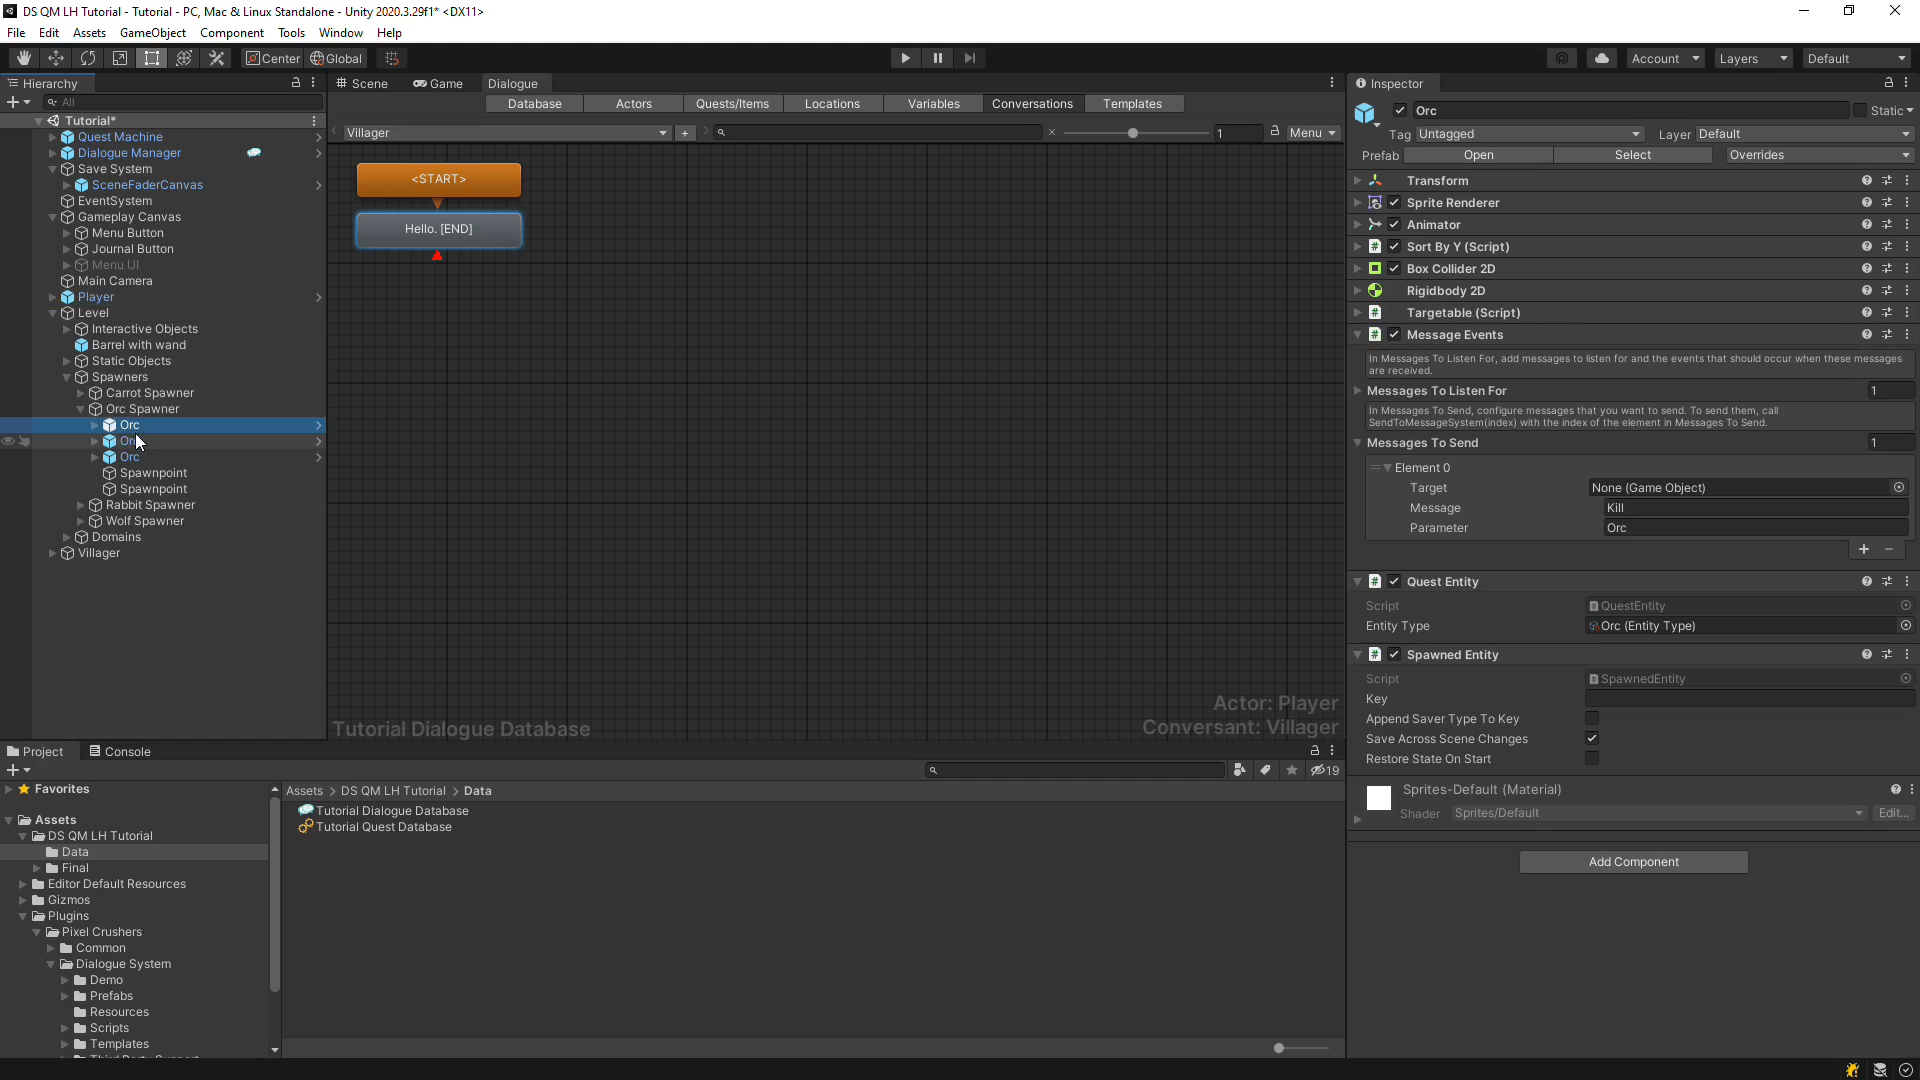 DS QM LH Tutorial - Tutorial - PC, Mac & Linux Standalone - Unity 2020.3.29f1* <DX11>
File Edit Assets GameObject Component Tools Window Help
Center Global Account Layers Default
Hierarchy
All
Tutorial*
Quest Machine
Dialogue Manager
Save System
SceneFaderCanvas
EventSystem
Gameplay Canvas
Menu Button
Journal Button
Menu UI
Main Camera
Player
Level
Interactive Objects
Barrel with wand
Static Objects
Spawners
Carrot Spawner
Orc Spawner
Orc
Orc
Spawnpoint
Spawnpoint
Rabbit Spawner
Wolf Spawner
Domains
Villager
Scene Game Dialogue
Database Actors Quests/Items Locations Variables Conversations Templates
Villager + 1 Menu
<START>
Hello. [END]
Tutorial Dialogue Database
Actor: Player
Conversant: Villager
Inspector
Orc Static
Tag Untagged Layer Default
Prefab Open Select Overrides
Transform
Sprite Renderer
Animator
Sort By Y (Script)
Box Collider 2D
Rigidbody 2D
Targetable (Script)
Message Events
In Messages To Listen For, add messages to listen for and the events that should occur when these messages
are received.
Messages To Listen For 1
In Messages To Send, configure messages that you want to send. To send them, call
SendToMessageSystem(index) with the index of the element in Messages To Send.
Messages To Send 1
Element 0
Target None (Game Object)
Message Kill
Parameter Orc
Quest Entity
Script QuestEntity
Entity Type Orc (Entity Type)
Spawned Entity
Script SpawnedEntity
Key
Append Saver Type To Key
Save Across Scene Changes
Restore State On Start
Sprites-Default (Material)
Shader Sprites/Default Edit...
Add Component
Project Console
19
Favorites
Assets
DS QM LH Tutorial
Data
Final
Editor Default Resources
Gizmos
Plugins
Pixel Crushers
Common
Dialogue System
Demo
Prefabs
Resources
Scripts
Templates
Assets > DS QM LH Tutorial > Data
Tutorial Dialogue Database
Tutorial Quest Database